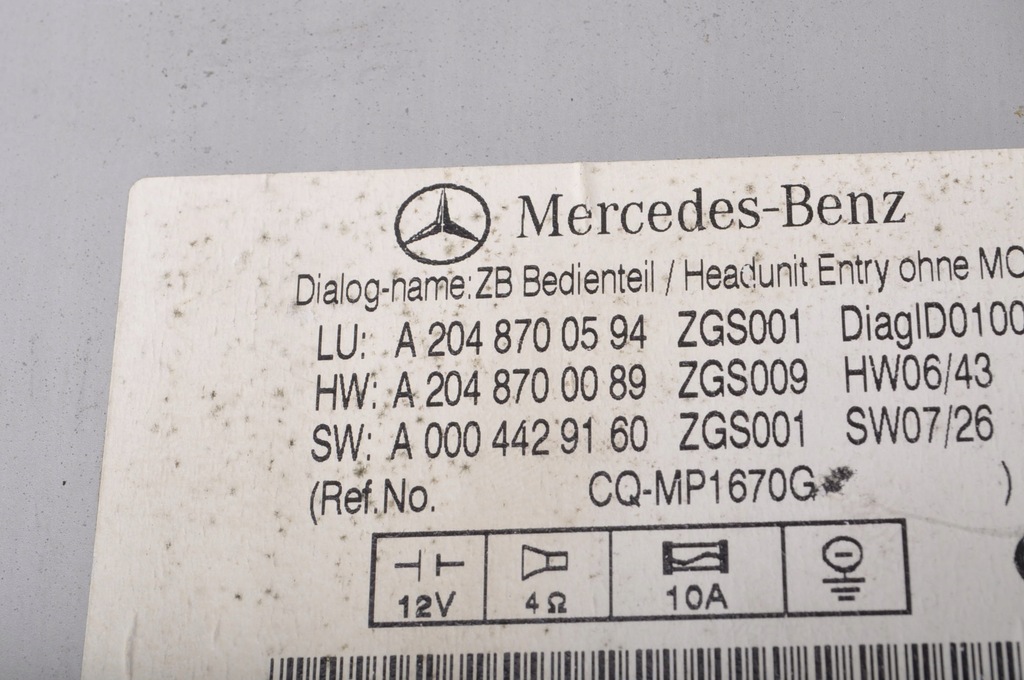 Mercedes-Benz
Dialog-name: ZB Bedienteil / Headunit Entry ohne MO
LU: A 204 870 05 94 ZGS001 DiagID0100
HW: A 204 870 00 89 ZGS009 HW06/43
SW: A 000 442 91 60 ZGS001 SW07/26
(Ref.No. CQ-MP1670G )
12V 4Ω 10A